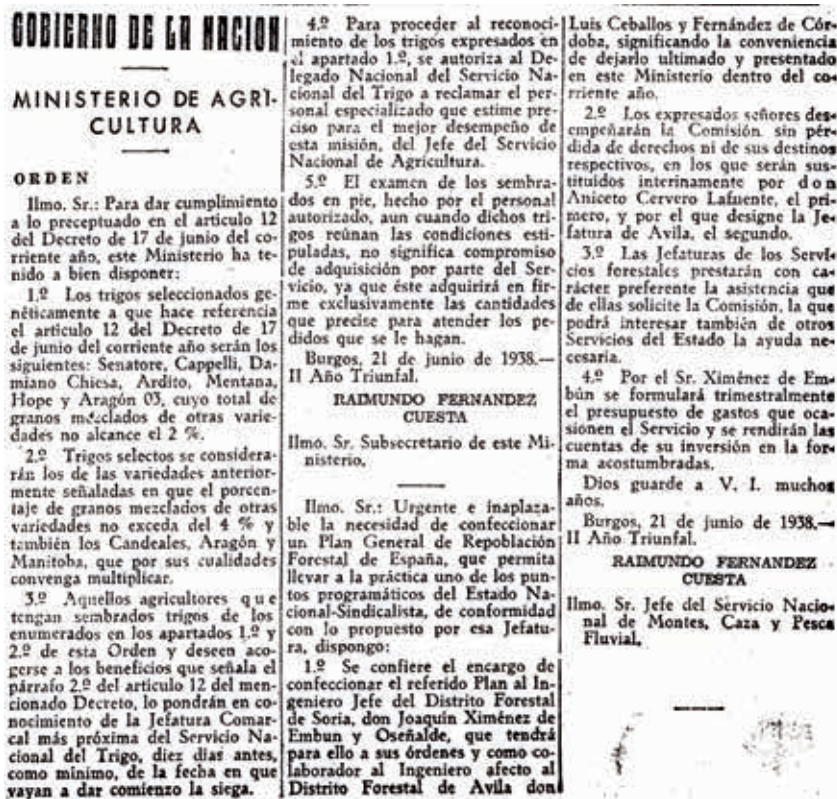 GOBIERNO DE LA NACION
MINISTERIO DE AGRI-
CULTURA
ORDEN
Ilmo. Sr.: Para dar cumplimiento
a lo preceptuado en el articulo 12
del Decreto de 17 de junio del co-
rriente año, este Ministerio ha te-
nido a bien disponer:
1.º Los trigos seleccionados ge-
néticamente a que hace referencia
el articulo 12 del Decreto de 17
de junio del corriente año serán los
siguientes: Senatore, Cappelli, Da-
miano Chiesa, Ardito, Mentana,
Hope y Aragón 03, cuyo total de
granos mezclados de otras varie-
dades no alcance el 2 %.
2.º Trigos selectos se considera-
rán los de las variedades anterior-
mente señaladas en que el porcen-
taje de granos mezclados de otras
variedades no exceda del 4 % y
también los Candeales, Aragón y
Manitoba, que por sus cualidades
convenga multiplicar.
3.º Aquellos agricultores que
tengan sembrados trigos de los
enumerados en los apartados 1.º y
2.º de esta Orden y deseen aco-
gerse a los beneficios que señala el
párrafo 2.º del articulo 12 del men-
cionado Decreto, lo pondrán en co-
nocimiento de la Jefatura Comar-
cal más próxima del Servicio Na-
cional del Trigo, diez dias antes,
como mínimo, de la fecha en que
vayan a dar comienzo la siega.
4.º Para proceder al reconoci-
miento de los trigos expresados en
el apartado 1.º, se autoriza al De-
legado Nacional del Servicio Na-
cional del Trigo a reclamar el per-
sonal especializado que estime pre-
ciso para el mejor desempeño de
esta misión, del Jefe del Servicio
Nacional de Agricultura.
5.º El examen de los sembra-
dos en pie, hecho por el personal
autorizado, aun cuando dichos tri-
gos reúnan las condiciones esti-
puladas, no significa compromiso
de adquisición por parte del Ser-
vicio, ya que éste adquirirá en fir-
me exclusivamente las cantidades
que precise para atender los pe-
didos que se le hagan.
Burgos, 21 de junio de 1938.—
II Año Triunfal.
RAIMUNDO FERNANDEZ
CUESTA
Ilmo. Sr. Subsecretario de este Mi-
nisterio.
Ilmo. Sr.: Urgente e inaplaza-
ble la necesidad de confeccionar
un Plan General de Repoblación
Forestal de España, que permita
llevar a la práctica uno de los pun-
tos programáticos del Estado Na-
cional-Sindicalista, de conformidad
con lo propuesto por esa Jefatu-
ra, dispongo:
1.º Se confiere el encargo de
confeccionar el referido Plan al In-
geniero Jefe del Distrito Forestal
de Soria, don Joaquín Ximénez de
Embun y Oseñalde, que tendrá
para ello a sus órdenes y como co-
laborador al Ingeniero afecto al
Distrito Forestal de Avila don
Luis Ceballos y Fernández de Cór-
doba, significando la conveniencia
de dejarlo ultimado y presentado
en este Ministerio dentro del co-
rriente año.
2.º Los expresados señores des-
empeñarán la Comisión sin pér-
dida de derechos ni de sus destinos
respectivos, en los que serán sus-
tituídos interinamente por don
Aniceto Cervero Lafuente, el pri-
mero, y por el que designe la Je-
fatura de Avila, el segundo.
3.º Las Jefaturas de los Servi-
cios forestales prestarán con ca-
rácter preferente la asistencia que
de ellas solicite la Comisión, la que
podrá interesar también de otros
Servicios del Estado la ayuda ne-
cesaria.
4.º Por el Sr. Ximénez de Em-
bún se formulará trimestralmente
el presupuesto de gastos que oca-
sionen el Servicio y se rendirán las
cuentas de su inversión en la for-
ma acostumbradas.
Dios guarde a V. I. muchos
años.
Burgos, 21 de junio de 1938.—
II Año Triunfal.
RAIMUNDO FERNANDEZ
CUESTA
Ilmo. Sr. Jefe del Servicio Nacio-
nal de Montes, Caza y Pesca
Fluvial.